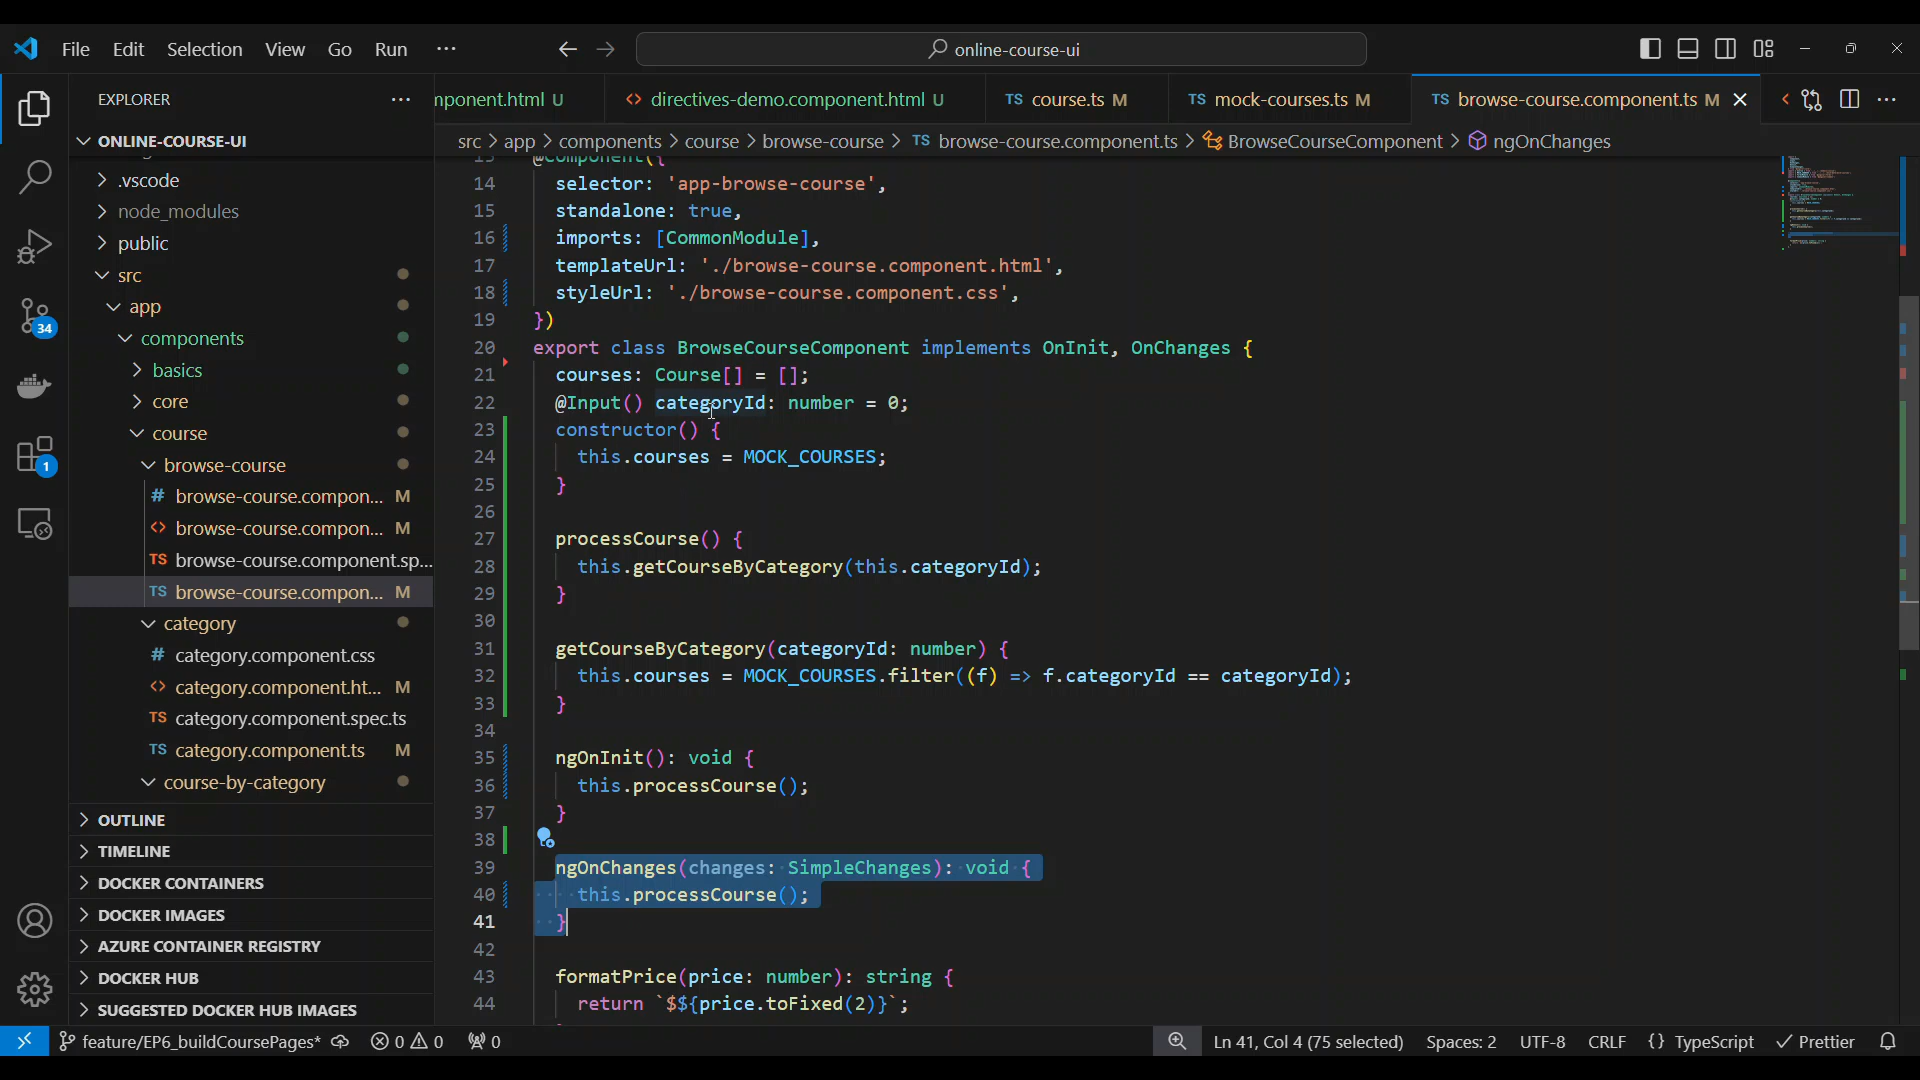 File Edit Selection View Go Run ···
online-course-ui
EXPLORER
mponent.html U
directives-demo.component.html U
TS course.ts M
TS mock-courses.ts M
TS browse-course.component.ts M
src > app > components > course > browse-course > TS browse-course.component.ts > BrowseCourseComponent > ngOnChanges
ONLINE-COURSE-UI
.vscode
node_modules
public
src
app
components
basics
core
course
browse-course
# browse-course.compon... M
<> browse-course.compon... M
TS browse-course.component.sp...
TS browse-course.compon... M
category
# category.component.css
<> category.component.ht... M
TS category.component.spec.ts
TS category.component.ts M
course-by-category
OUTLINE
TIMELINE
DOCKER CONTAINERS
DOCKER IMAGES
AZURE CONTAINER REGISTRY
DOCKER HUB
SUGGESTED DOCKER HUB IMAGES
34
1
13 @Component({
14 selector: 'app-browse-course',
15 standalone: true,
16 imports: [CommonModule],
17 templateUrl: './browse-course.component.html',
18 styleUrl: './browse-course.component.css',
19 })
20 export class BrowseCourseComponent implements OnInit, OnChanges {
21 courses: Course[] = [];
22 @Input() categoryId: number = 0;
23 constructor() {
24 this.courses = MOCK_COURSES;
25 }
26
27 processCourse() {
28 this.getCourseByCategory(this.categoryId);
29 }
30
31 getCourseByCategory(categoryId: number) {
32 this.courses = MOCK_COURSES.filter((f) => f.categoryId == categoryId);
33 }
34
35 ngOnInit(): void {
36 this.processCourse();
37 }
38
39 ngOnChanges(changes: SimpleChanges): void {
40 this.processCourse();
41 }
42
43 formatPrice(price: number): string {
44 return `$${price.toFixed(2)}`;
feature/EP6_buildCoursePages* 0 0 0 Ln 41, Col 4 (75 selected) Spaces: 2 UTF-8 CRLF {} TypeScript Prettier